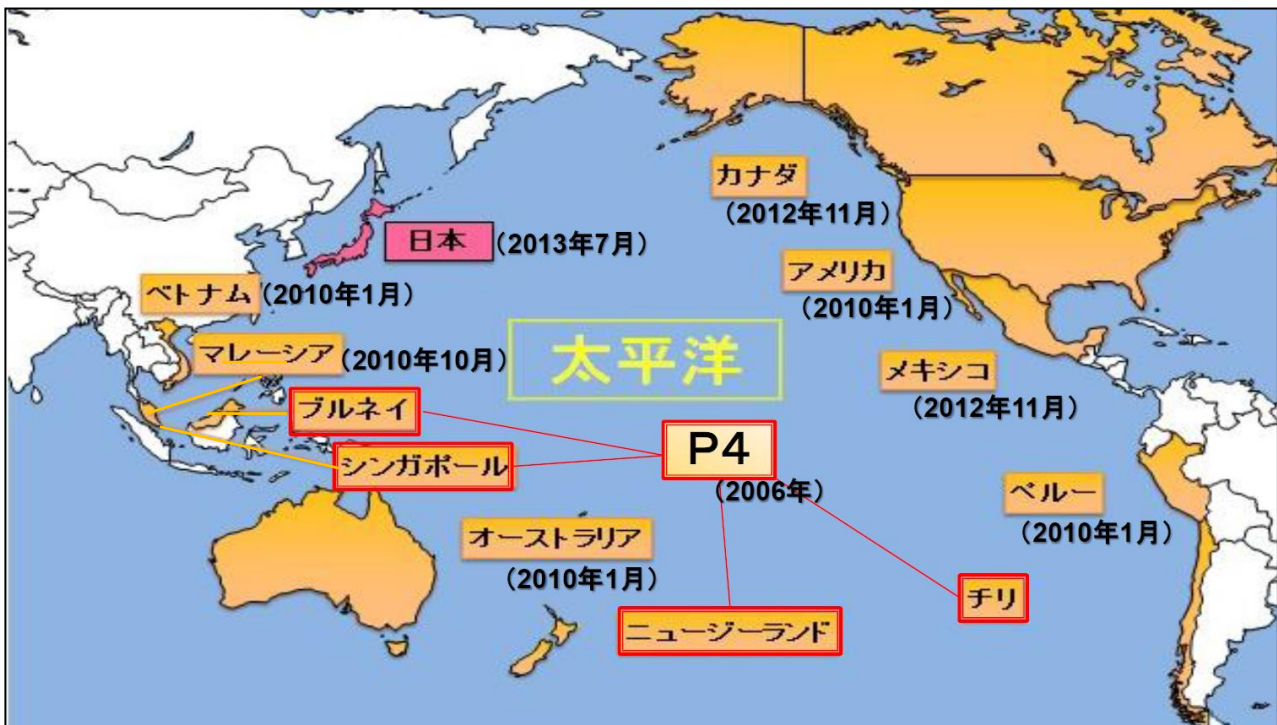 カナダ
（2012年11月）
日本
（2013年7月）
アメリカ
（2010年1月）
ベトナム
（2010年1月）
マレーシア
（2010年10月）
太平洋
メキシコ
（2012年11月）
ブルネイ
シンガポール
P4
（2006年）
ペルー
（2010年1月）
オーストラリア
（2010年1月）
チリ
ニュージーランド